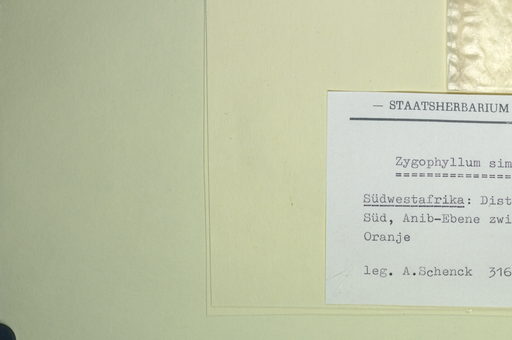 — STAATSHERBARIUM
Zygophyllum sim
===============
Südwestafrika: Dist
Süd, Anib-Ebene zwi
Oranje
leg. A.Schenck 316